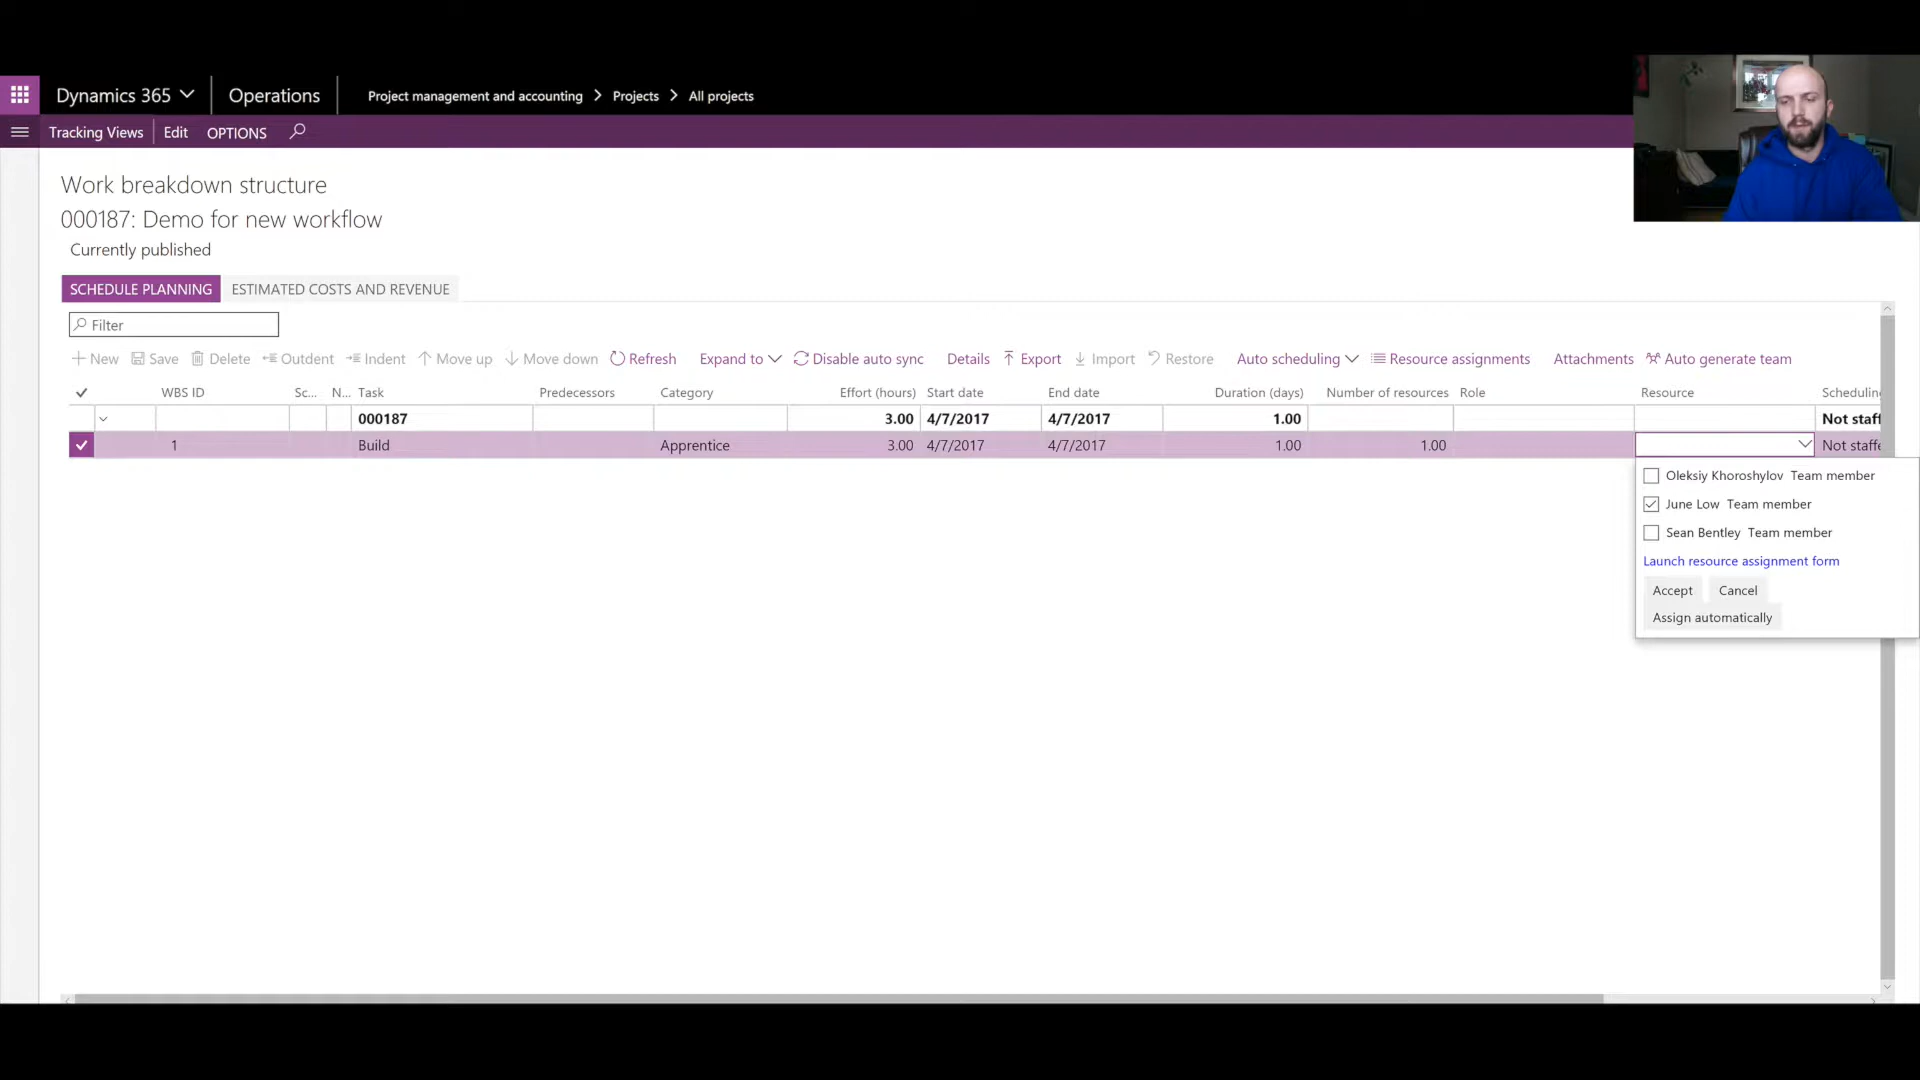 Dynamics 365 Operations Project management and accounting Projects All projects
Tracking Views Edit OPTIONS
Work breakdown structure
000187: Demo for new workflow
Currently published
SCHEDULE PLANNING ESTIMATED COSTS AND REVENUE
Filter
New Save Delete Outdent Indent Move up Move down Refresh Expand to Disable auto sync Details Export Import Restore Auto scheduling Resource assignments Attachments Auto generate team
WBS ID Sc... N... Task Predecessors Category Effort (hours) Start date End date Duration (days) Number of resources Role Resource Scheduling
000187 3.00 4/7/2017 4/7/2017 1.00 Not staff
1 Build Apprentice 3.00 4/7/2017 4/7/2017 1.00 1.00 Not staffe
Oleksiy Khoroshylov Team member
June Low Team member
Sean Bentley Team member
Launch resource assignment form
Accept Cancel
Assign automatically